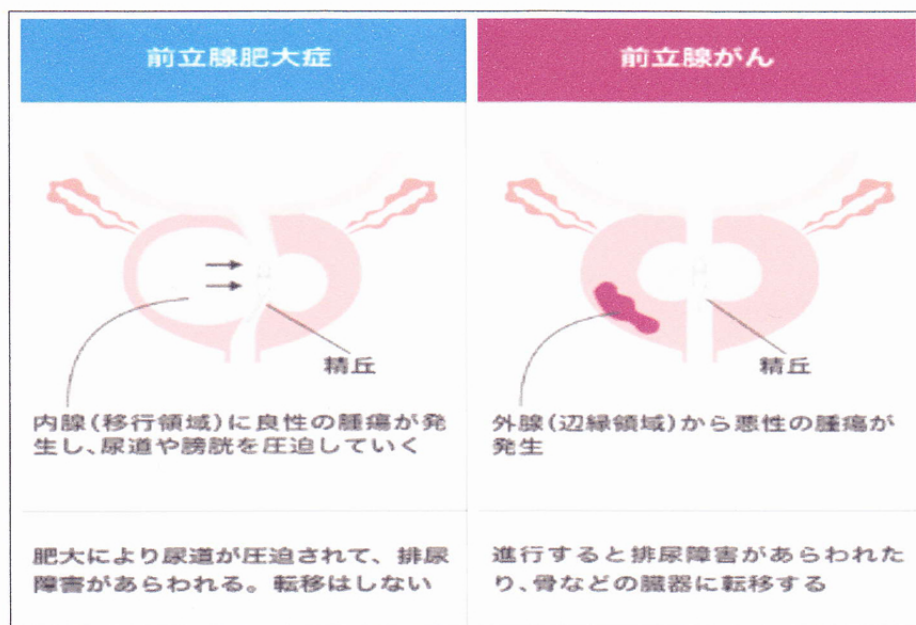 前立腺肥大症
精丘
内腺(移行領域)に良性の腫瘍が発
生し、尿道や膀胱を圧迫していく
肥大により尿道が圧迫されて、排尿
障害があらわれる。転移はしない
前立腺がん
精丘
外腺(辺縁領域)から悪性の腫瘍が
発生
進行すると排尿障害があらわれた
り、骨などの臓器に転移する